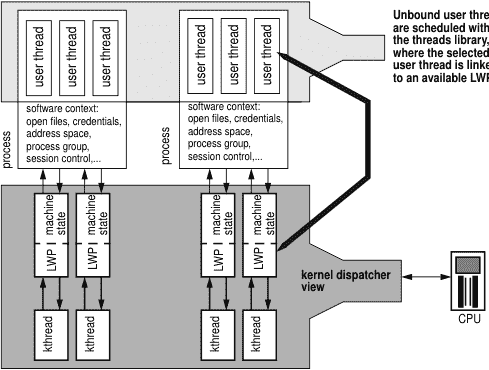 user thread
user thread
user thread
user thread
user thread
user thread
Unbound user thre
are scheduled with
the threads library,
where the selected
user thread is linke
to an available LWP
software context:
open files, credentials,
address space,
process group,
session control,...
process
software context:
open files, credentials,
address space,
process group,
session control,...
process
LWP | machine
state
LWP | machine
state
LWP | machine
state
LWP | machine
state
kernel dispatcher
view
CPU
kthread
kthread
kthread
kthread